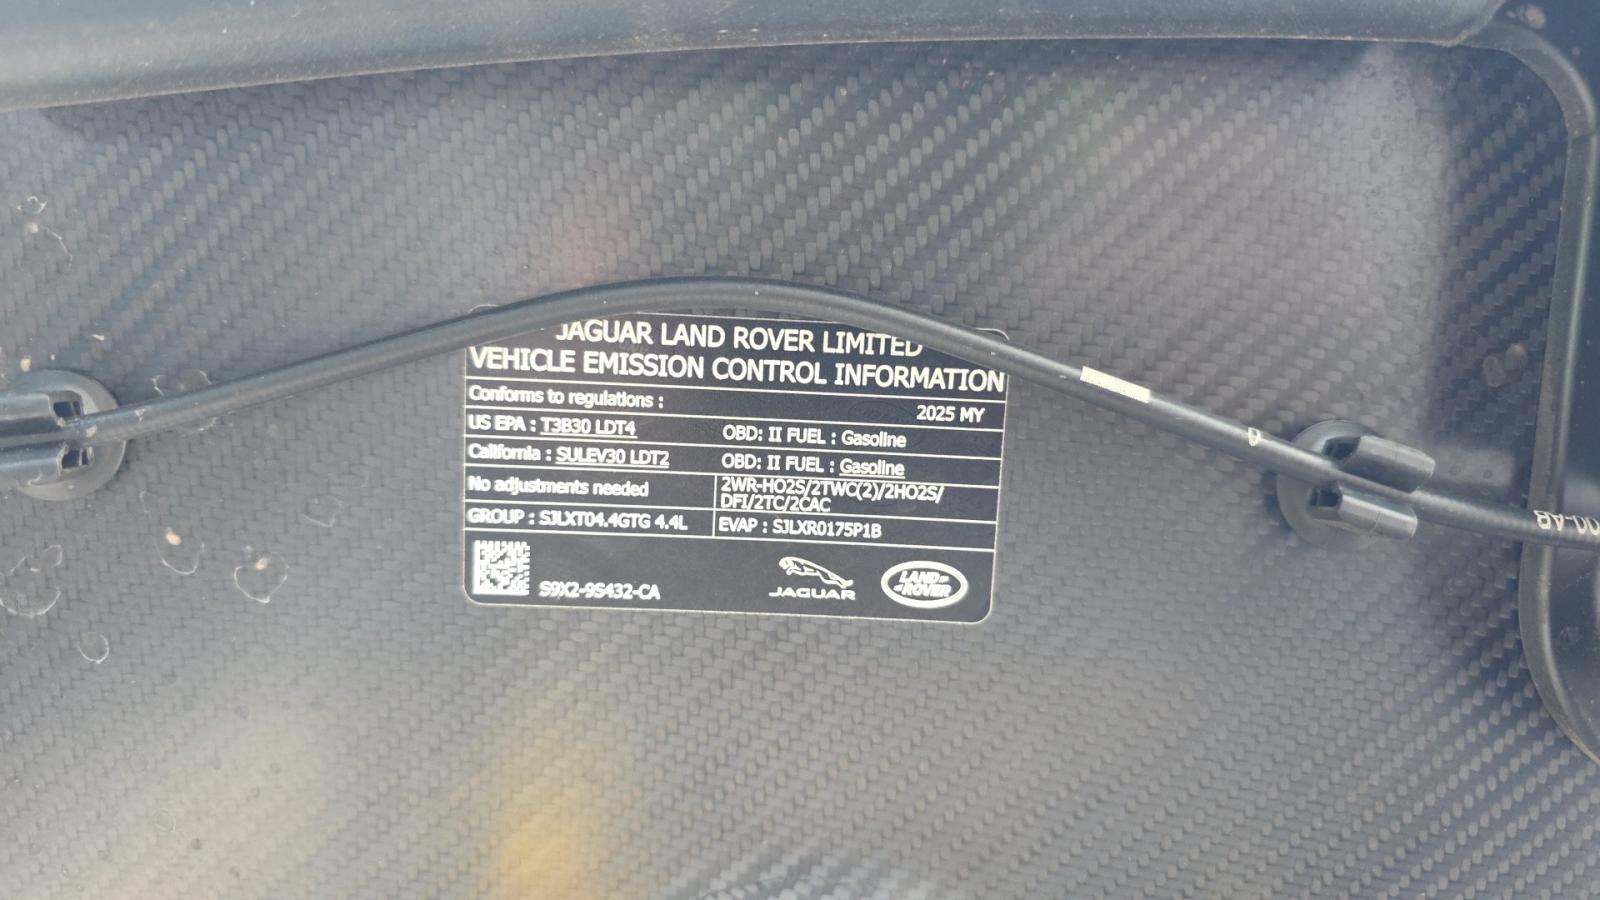 JAGUAR LAND ROVER LIMITED
VEHICLE EMISSION CONTROL INFORMATION
Conforms to regulations :
2025 MY
US EPA : T3B30 LDT4
OBD: II FUEL : Gasoline
California : SULEV30 LDT2
OBD: II FUEL : Gasoline
No adjustments needed
2WR-HO2S/2TWC(2)/2HO2S/
DFI/2TC/2CAC
GROUP : SJLXT04.4GTG 4.4L
EVAP : SJLXR0175P1B
S9X2-9S432-CA
JAGUAR
LAND-
-ROVER